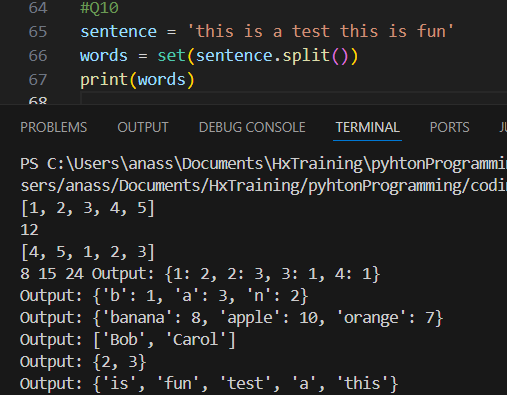 64 #Q10
65 sentence = 'this is a test this is fun'
66 words = set(sentence.split())
67 print(words)
68
PROBLEMS OUTPUT DEBUG CONSOLE TERMINAL PORTS
PS C:\Users\anass\Documents\HxTraining\pyhtonProgrammi
sers/anass/Documents/HxTraining/pyhtonProgramming/codi
[1, 2, 3, 4, 5]
12
[4, 5, 1, 2, 3]
8 15 24 Output: {1: 2, 2: 3, 3: 1, 4: 1}
Output: {'b': 1, 'a': 3, 'n': 2}
Output: {'banana': 8, 'apple': 10, 'orange': 7}
Output: ['Bob', 'Carol']
Output: {2, 3}
Output: {'is', 'fun', 'test', 'a', 'this'}